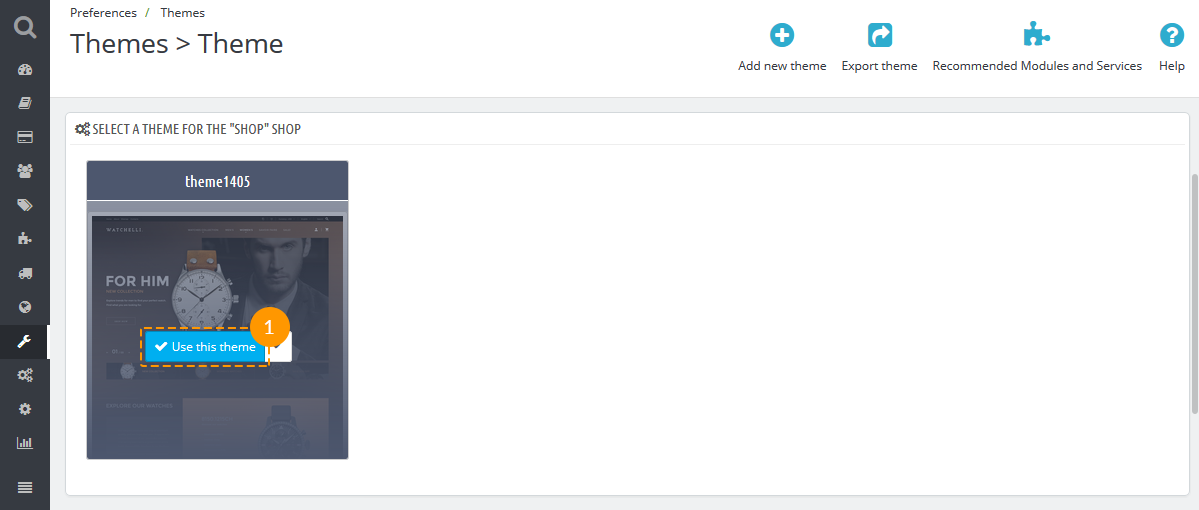 Preferences / Themes
Themes > Theme
Add new theme
Export theme
Recommended Modules and Services
Help
SELECT A THEME FOR THE "SHOP" SHOP
theme1405
WATCHELLI
FOR HIM
1
Use this theme
EXPLORE OUR WATCHES